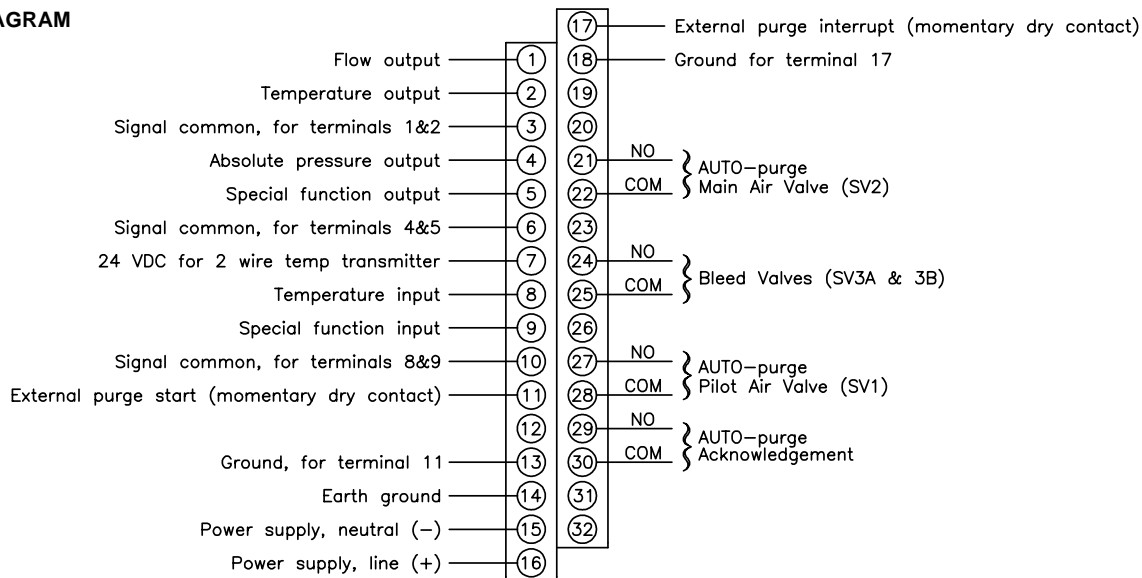 AGRAM
Flow output 1
Temperature output 2
Signal common, for terminals 1&2 3
Absolute pressure output 4
Special function output 5
Signal common, for terminals 4&5 6
24 VDC for 2 wire temp transmitter 7
Temperature input 8
Special function input 9
Signal common, for terminals 8&9 10
External purge start (momentary dry contact) 11
12
Ground, for terminal 11 13
Earth ground 14
Power supply, neutral (−) 15
Power supply, line (+) 16
17 External purge interrupt (momentary dry contact)
18 Ground for terminal 17
19
20
21 NO
22 COM
AUTO−purge
Main Air Valve (SV2)
23
24 NO
25 COM
Bleed Valves (SV3A & 3B)
26
27 NO
28 COM
AUTO−purge
Pilot Air Valve (SV1)
29 NO
30 COM
AUTO−purge
Acknowledgement
31
32